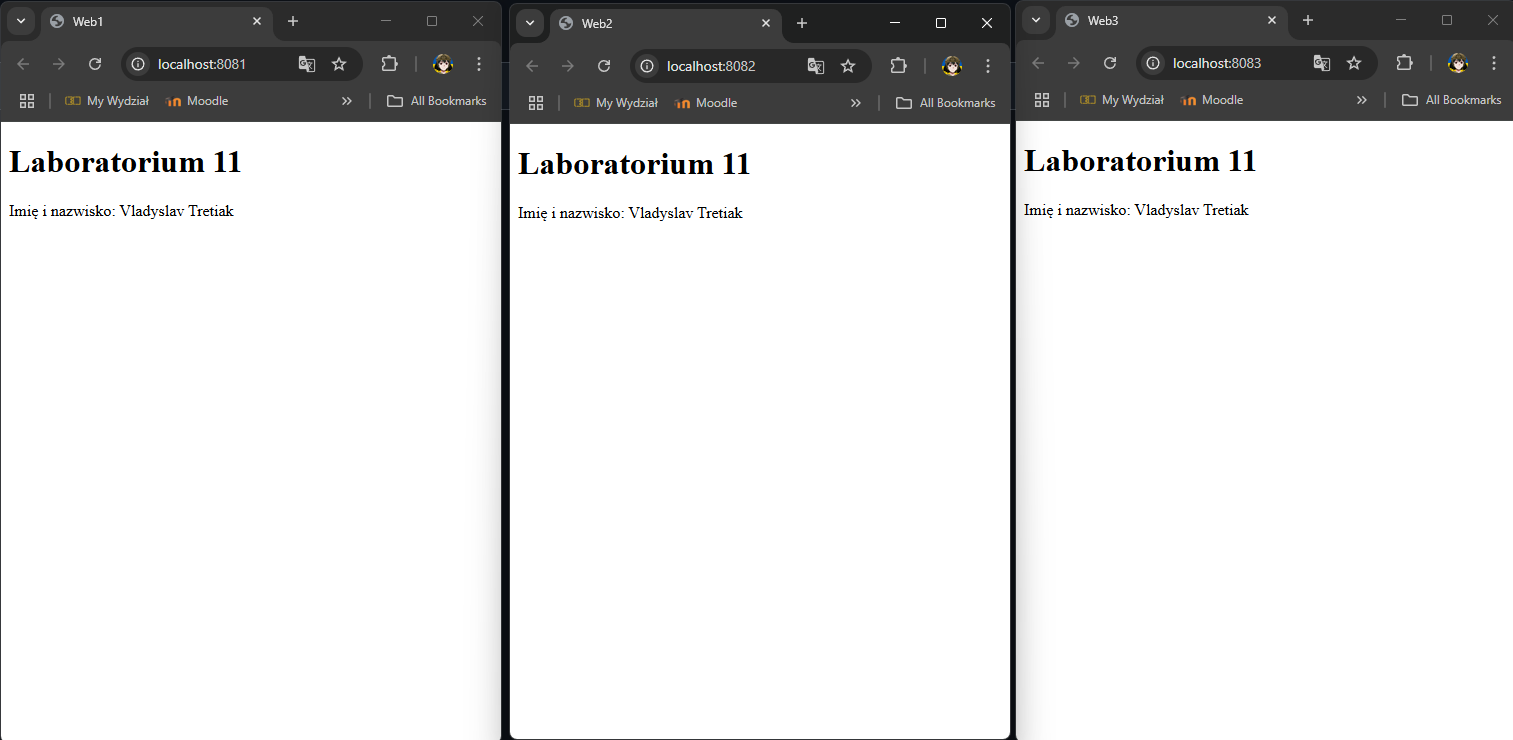 Web1
localhost:8081
My Wydział
Moodle
All Bookmarks
Laboratorium 11
Imię i nazwisko: Vladyslav Tretiak
Web2
localhost:8082
My Wydział
Moodle
All Bookmarks
Laboratorium 11
Imię i nazwisko: Vladyslav Tretiak
Web3
localhost:8083
My Wydział
Moodle
All Bookmarks
Laboratorium 11
Imię i nazwisko: Vladyslav Tretiak